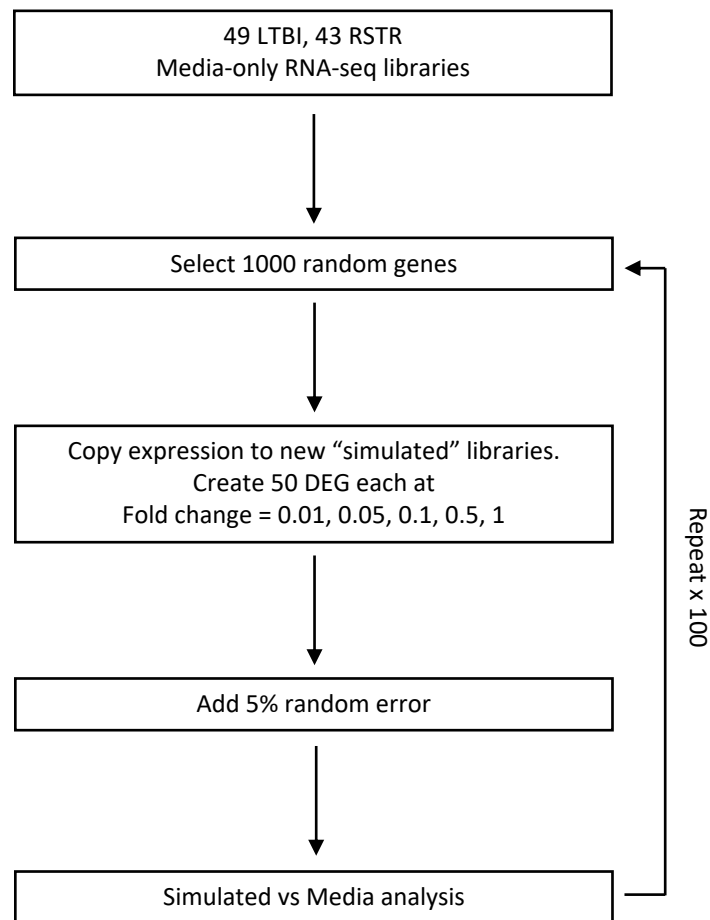 49 LTBI, 43 RSTR
Media-only RNA-seq libraries
Select 1000 random genes
Copy expression to new “simulated” libraries.
Create 50 DEG each at
Fold change = 0.01, 0.05, 0.1, 0.5, 1
Add 5% random error
Simulated vs Media analysis
Repeat x 100